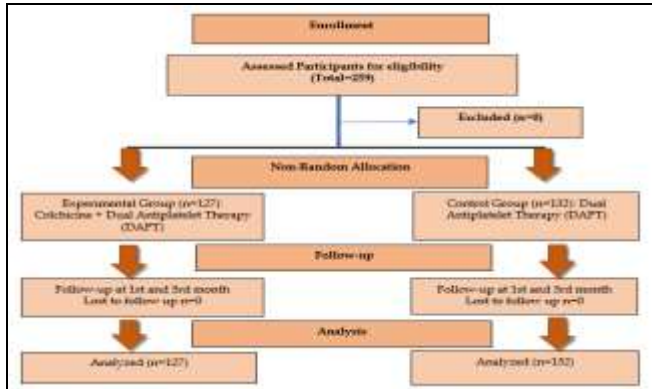 Enrollment
Assessed Participants for eligibility
(Total=259)
Excluded (n=0)
Non-Random Allocation
Experimental Group (n=127)
Colchicine + Dual Antiplatelet Therapy
(DAPT)
Control Group (n=132): Dual
Antiplatelet Therapy (DAPT)
Follow-up
Follow-up at 1st and 3rd month
Lost to follow up n=0
Follow-up at 1st and 3rd month
Lost to follow up n=0
Analysis
Analyzed (n=127)
Analyzed (n=132)